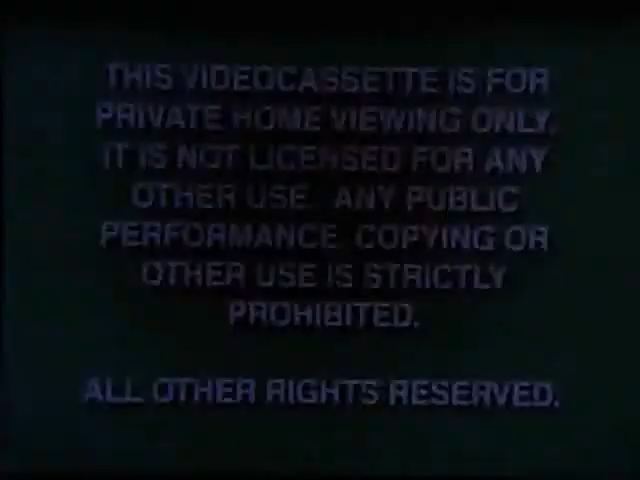 THIS VIDEOCASSETTE IS FOR
PRIVATE HOME VIEWING ONLY.
IT IS NOT LICENSED FOR ANY
OTHER USE. ANY PUBLIC
PERFORMANCE, COPYING OR
OTHER USE IS STRICTLY
PROHIBITED.
ALL OTHER RIGHTS RESERVED.